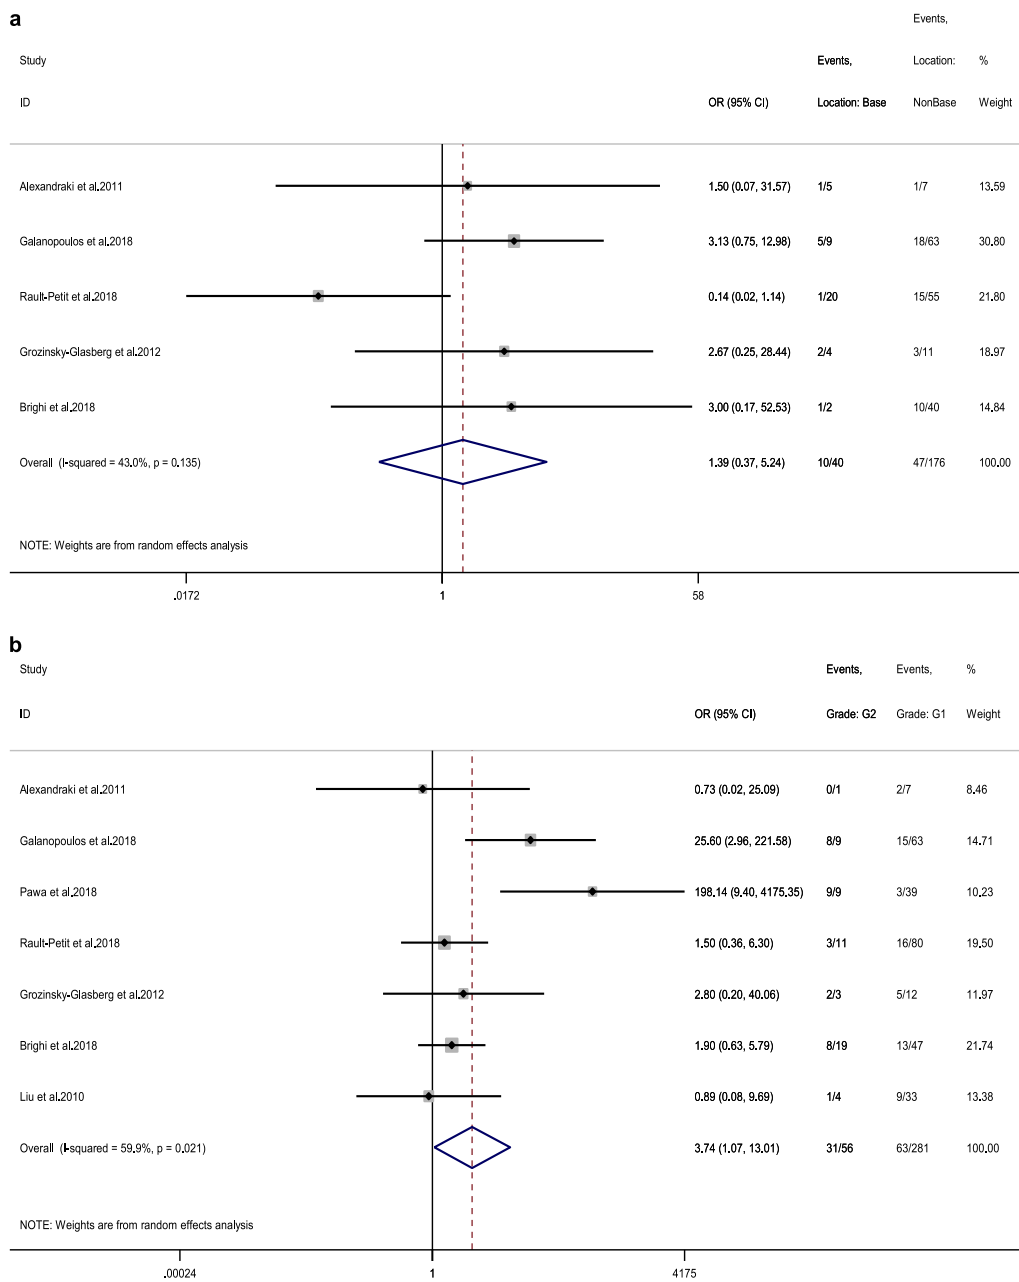 a
Events,
Study Events, Location: %
ID OR (95% CI) Location: Base NonBase Weight
Alexandraki et al.2011 1.50 (0.07, 31.57) 1/5 1/7 13.59
Galanopoulos et al.2018 3.13 (0.75, 12.98) 5/9 18/63 30.80
Rault-Petit et al.2018 0.14 (0.02, 1.14) 1/20 15/55 21.80
Grozinsky-Glasberg et al.2012 2.67 (0.25, 28.44) 2/4 3/11 18.97
Brighi et al.2018 3.00 (0.17, 52.53) 1/2 10/40 14.84
Overall (I-squared = 43.0%, p = 0.135) 1.39 (0.37, 5.24) 10/40 47/176 100.00
NOTE: Weights are from random effects analysis
.0172 1 58
b
Study Events, Events, %
ID OR (95% CI) Grade: G2 Grade: G1 Weight
Alexandraki et al.2011 0.73 (0.02, 25.09) 0/1 2/7 8.46
Galanopoulos et al.2018 25.60 (2.96, 221.58) 8/9 15/63 14.71
Pawa et al.2018 198.14 (9.40, 4175.35) 9/9 3/39 10.23
Rault-Petit et al.2018 1.50 (0.36, 6.30) 3/11 16/80 19.50
Grozinsky-Glasberg et al.2012 2.80 (0.20, 40.06) 2/3 5/12 11.97
Brighi et al.2018 1.90 (0.63, 5.79) 8/19 13/47 21.74
Liu et al.2010 0.89 (0.08, 9.69) 1/4 9/33 13.38
Overall (I-squared = 59.9%, p = 0.021) 3.74 (1.07, 13.01) 31/56 63/281 100.00
NOTE: Weights are from random effects analysis
.00024 1 4175